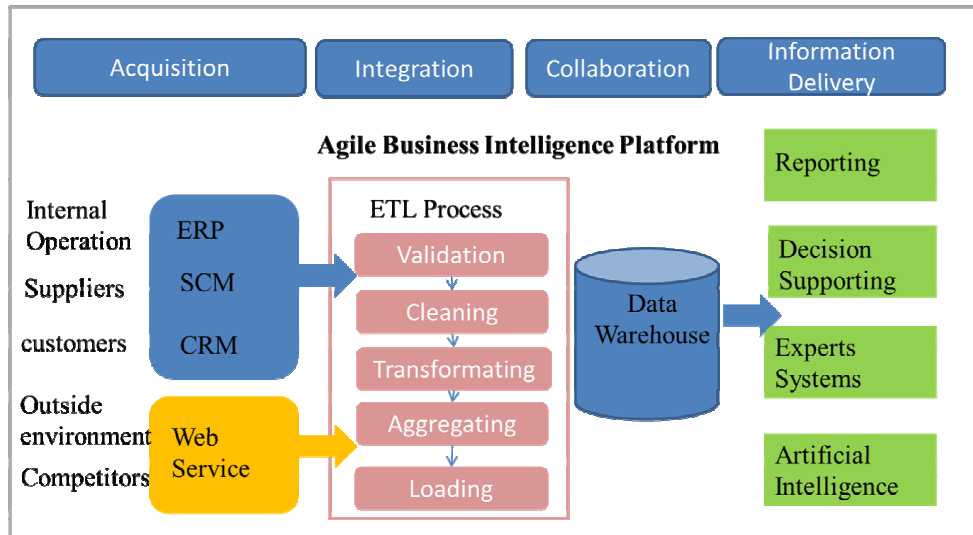 Acquisition
Integration
Collaboration
Information
Delivery
Agile Business Intelligence Platform
Internal
Operation
Suppliers
customers
Outside
environment
Competitors
ERP
SCM
CRM
Web
Service
ETL Process
Validation
Cleaning
Transformating
Aggregating
Loading
Data
Warehouse
Reporting
Decision
Supporting
Experts
Systems
Artificial
Intelligence